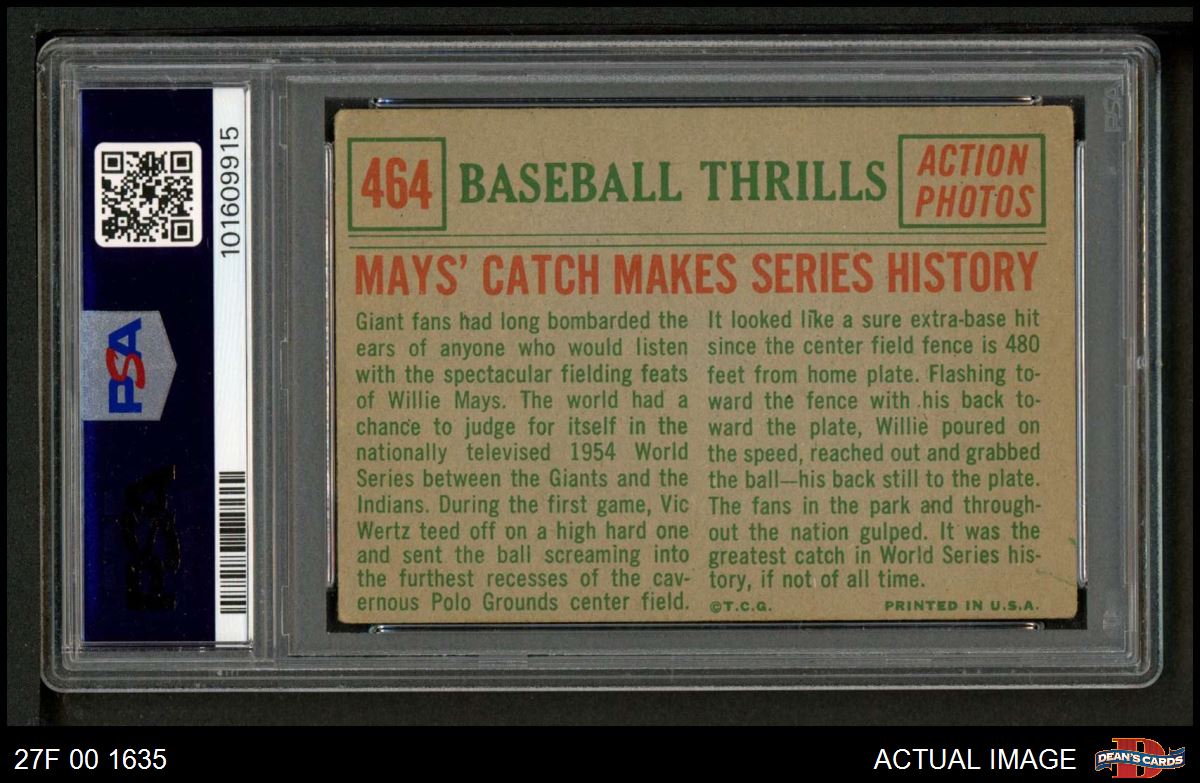 101609915
PSA
PSA
PSA
464
BASEBALL THRILLS
ACTION
PHOTOS
MAYS' CATCH MAKES SERIES HISTORY
Giant fans had long bombarded the
ears of anyone who would listen
with the spectacular fielding feats
of Willie Mays. The world had a
chance to judge for itself in the
nationally televised 1954 World
Series between the Giants and the
Indians. During the first game, Vic
Wertz teed off on a high hard one
and sent the ball screaming into
the furthest recesses of the cav-
ernous Polo Grounds center field.
It looked like a sure extra-base hit
since the center field fence is 480
feet from home plate. Flashing to-
ward the fence with his back to-
ward the plate, Willie poured on
the speed, reached out and grabbed
the ball—his back still to the plate.
The fans in the park and through-
out the nation gulped. It was the
greatest catch in World Series his-
tory, if not of all time.
©T.C.G.
PRINTED IN U.S.A.
27F 00 1635
ACTUAL IMAGE
DEAN'S CARDS